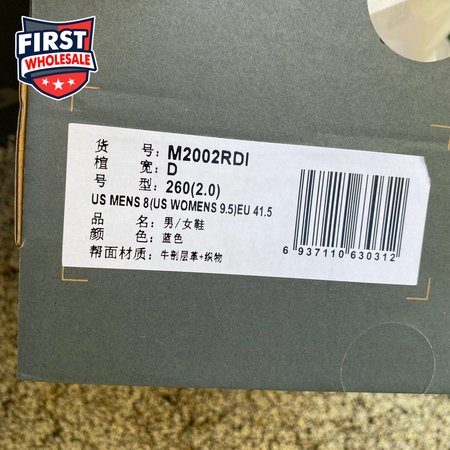 FIRST
WHOLESALE
货 号: M2002RDI
楦 宽: D
号 型: 260(2.0)
US MENS 8(US WOMENS 9.5)EU 41.5
品 名: 男/女鞋
颜 色: 蓝色
帮面材质: 牛剖层革+织物
6 937110 630312